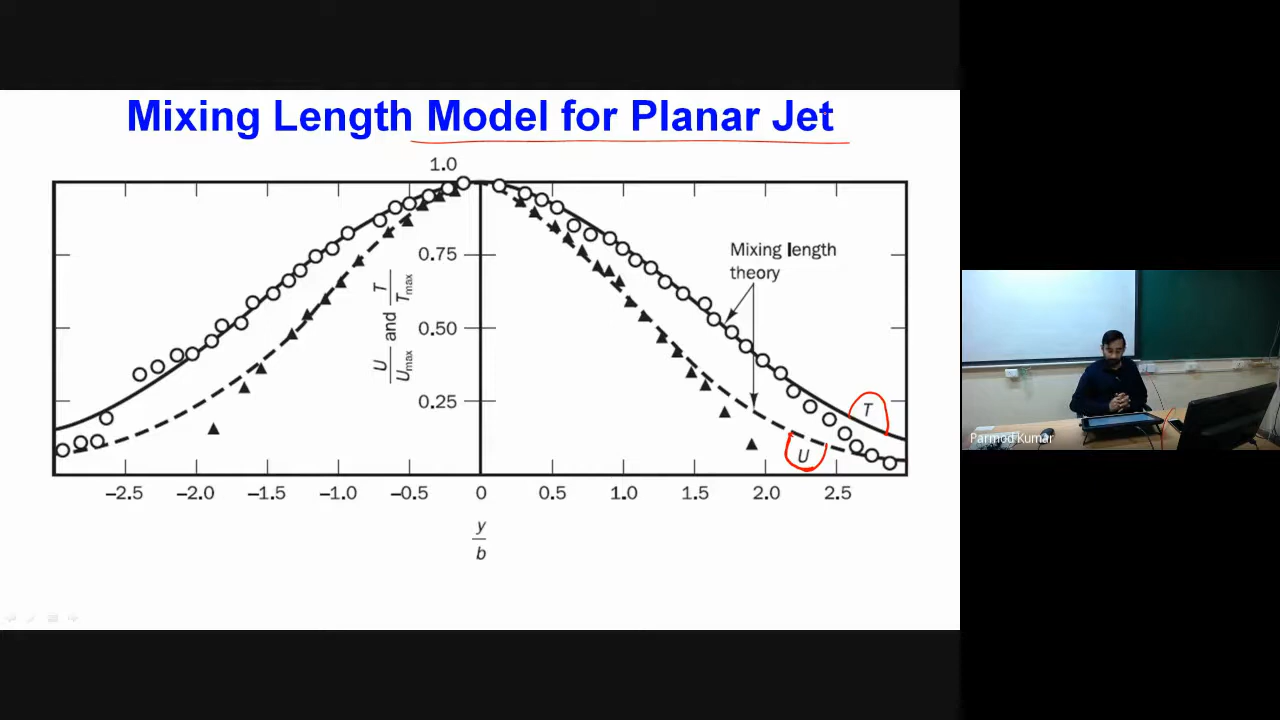 Mixing Length Model for Planar Jet
1.0
0.75
0.50
0.25
U
Umax
and
T
Tmax
Mixing length
theory
T
U
−2.5 −2.0 −1.5 −1.0 −0.5 0 0.5 1.0 1.5 2.0 2.5
y
b
Parmod Kumar